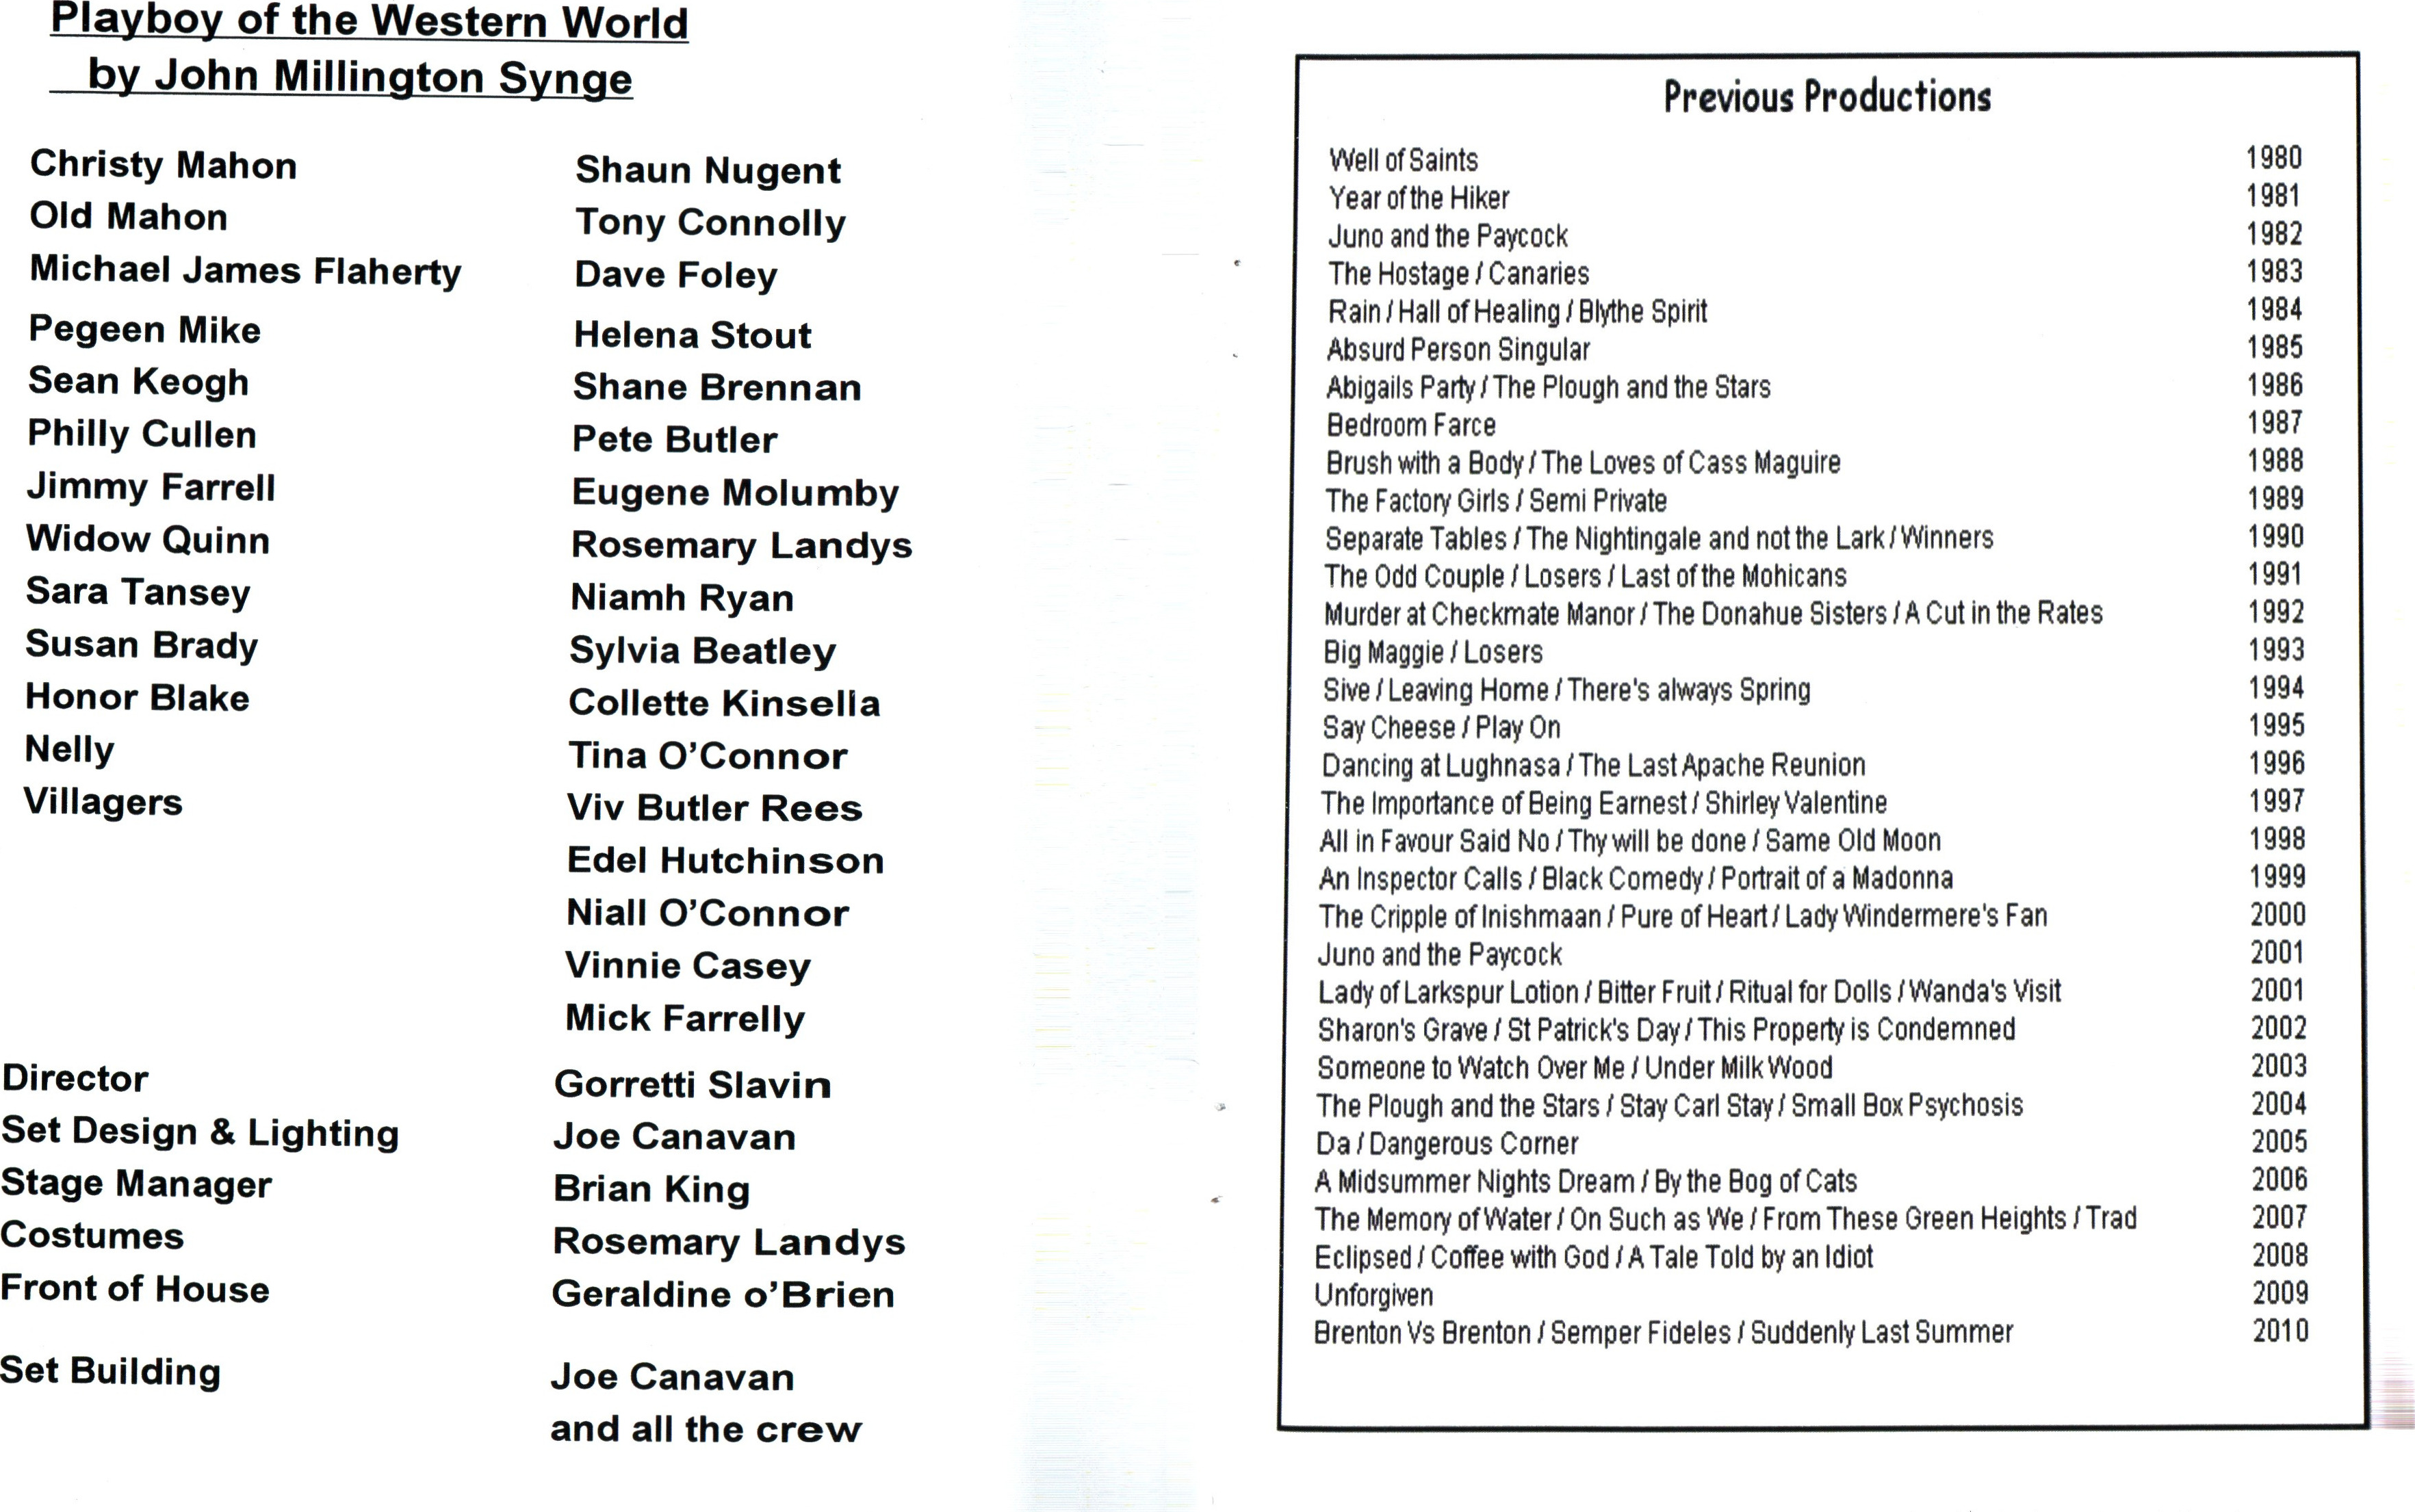 Playboy of the Western World
by John Millington Synge
Christy Mahon Shaun Nugent
Old Mahon Tony Connolly
Michael James Flaherty Dave Foley
Pegeen Mike Helena Stout
Sean Keogh Shane Brennan
Philly Cullen Pete Butler
Jimmy Farrell Eugene Molumby
Widow Quinn Rosemary Landys
Sara Tansey Niamh Ryan
Susan Brady Sylvia Beatley
Honor Blake Collette Kinsella
Nelly Tina O’Connor
Villagers Viv Butler Rees
Edel Hutchinson
Niall O’Connor
Vinnie Casey
Mick Farrelly
Director Gorretti Slavin
Set Design & Lighting Joe Canavan
Stage Manager Brian King
Costumes Rosemary Landys
Front of House Geraldine o’Brien
Set Building Joe Canavan
and all the crew
Previous Productions
Well of Saints 1980
Year of the Hiker 1981
Juno and the Paycock 1982
The Hostage / Canaries 1983
Rain / Hall of Healing / Blythe Spirit 1984
Absurd Person Singular 1985
Abigails Party / The Plough and the Stars 1986
Bedroom Farce 1987
Brush with a Body / The Loves of Cass Maguire 1988
The Factory Girls / Semi Private 1989
Separate Tables / The Nightingale and not the Lark / Winners 1990
The Odd Couple / Losers / Last of the Mohicans 1991
Murder at Checkmate Manor / The Donahue Sisters / A Cut in the Rates 1992
Big Maggie / Losers 1993
Sive / Leaving Home / There's always Spring 1994
Say Cheese / Play On 1995
Dancing at Lughnasa / The Last Apache Reunion 1996
The Importance of Being Earnest / Shirley Valentine 1997
All in Favour Said No / Thy will be done / Same Old Moon 1998
An Inspector Calls / Black Comedy / Portrait of a Madonna 1999
The Cripple of Inishmaan / Pure of Heart / Lady Windermere's Fan 2000
Juno and the Paycock 2001
Lady of Larkspur Lotion / Bitter Fruit / Ritual for Dolls / Wanda's Visit 2001
Sharon's Grave / St Patrick's Day / This Property is Condemned 2002
Someone to Watch Over Me / Under Milk Wood 2003
The Plough and the Stars / Stay Carl Stay / Small Box Psychosis 2004
Da / Dangerous Corner 2005
A Midsummer Nights Dream / By the Bog of Cats 2006
The Memory of Water / On Such as We / From These Green Heights / Trad 2007
Eclipsed / Coffee with God / A Tale Told by an Idiot 2008
Unforgiven 2009
Brenton Vs Brenton / Semper Fideles / Suddenly Last Summer 2010